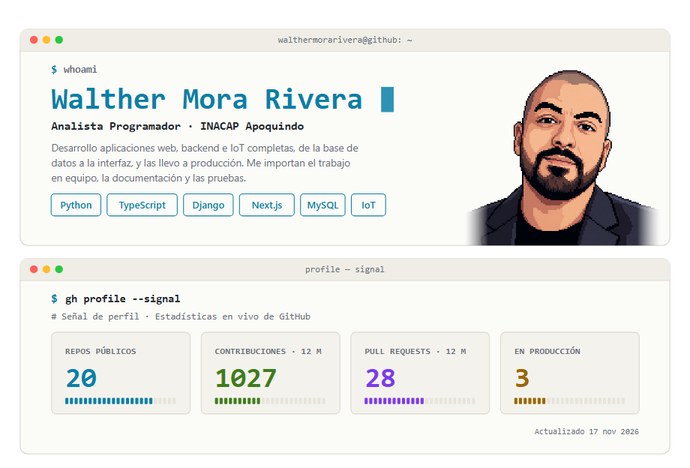 walthermorarivera@github: ~
$ whoami
Walther Mora Rivera
Analista Programador · INACAP Apoquindo
Desarrollo aplicaciones web, backend e IoT completas, de la base de
datos a la interfaz, y las llevo a producción. Me importan el trabajo
en equipo, la documentación y las pruebas.
Python TypeScript Django Next.js MySQL IoT
profile — signal
$ gh profile --signal
# Señal de perfil · Estadísticas en vivo de GitHub
REPOS PÚBLICOS CONTRIBUCIONES · 12 M PULL REQUESTS · 12 M EN PRODUCCIÓN
20 1027 28 3
Actualizado 17 nov 2026